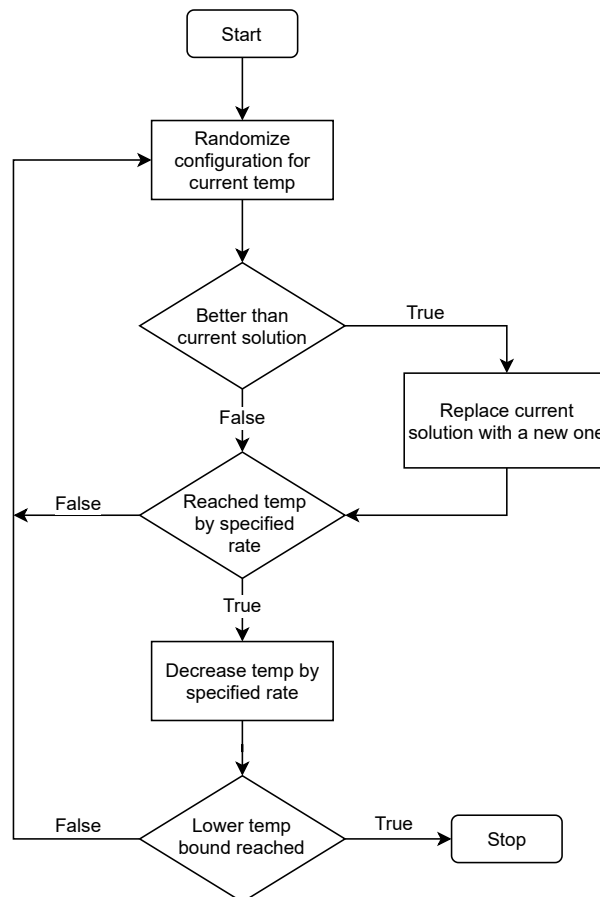 Start
Randomize
configuration for
current temp
Better than
current solution
True
Replace current
solution with a new one
False
Reached temp
by specified
rate
False
True
Decrease temp by
specified rate
Lower temp
bound reached
False
True
Stop